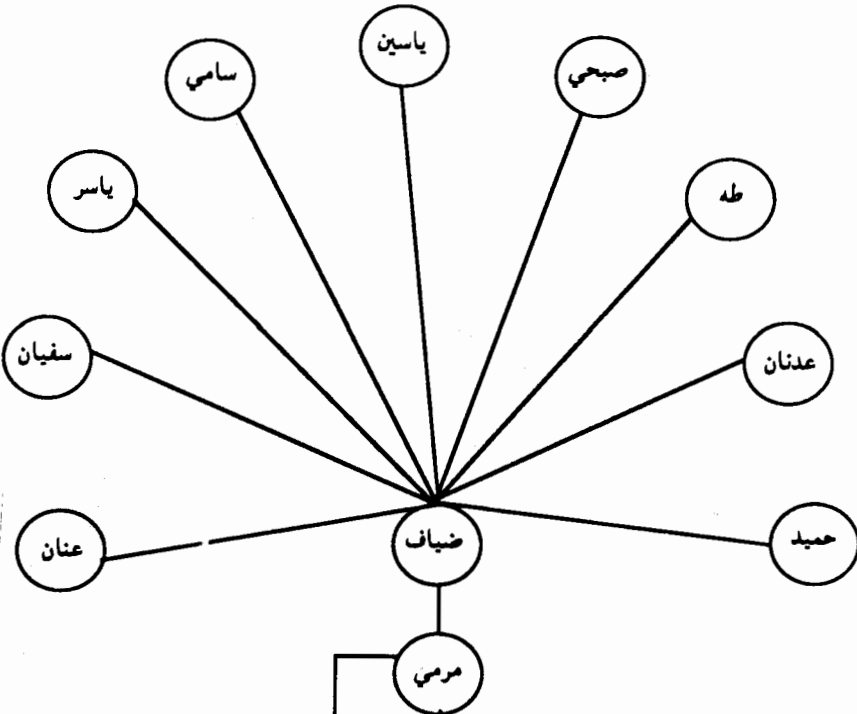 ياسين
صبحي
سامي
طه
ياسر
عدنان
سفيان
حميد
ضياف
عنان
مرمي